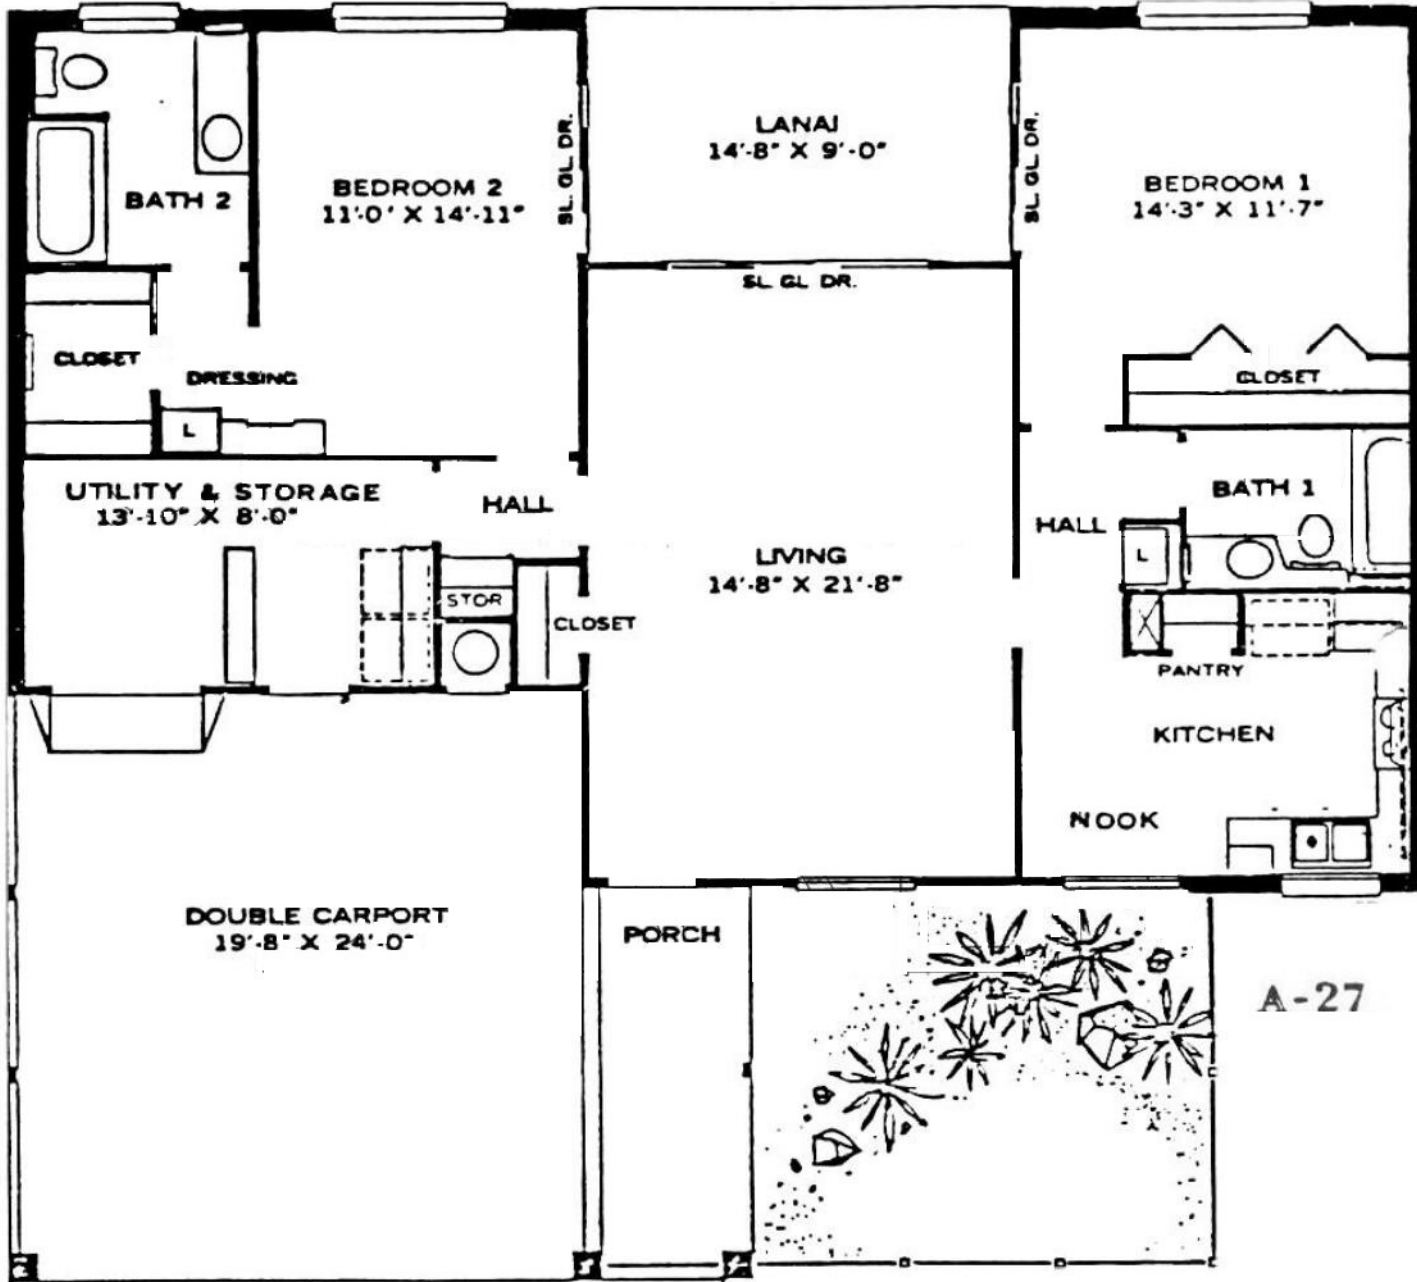 LANAI
14'-8" X 9'-0"
SL. GL. DR.
SL. GL. DR.
BEDROOM 2
11'-0' X 14'-11"
BEDROOM 1
14'-3" X 11'-7"
BATH 2
SL GL DR.
CLOSET
DRESSING
CLOSET
L
UTILITY & STORAGE
13'-10" X 8'-0"
HALL
BATH 1
HALL
L
LIVING
14'-8" X 21'-8"
STOR
CLOSET
PANTRY
KITCHEN
NOOK
DOUBLE CARPORT
19'-8" X 24'-0"
PORCH
A-27